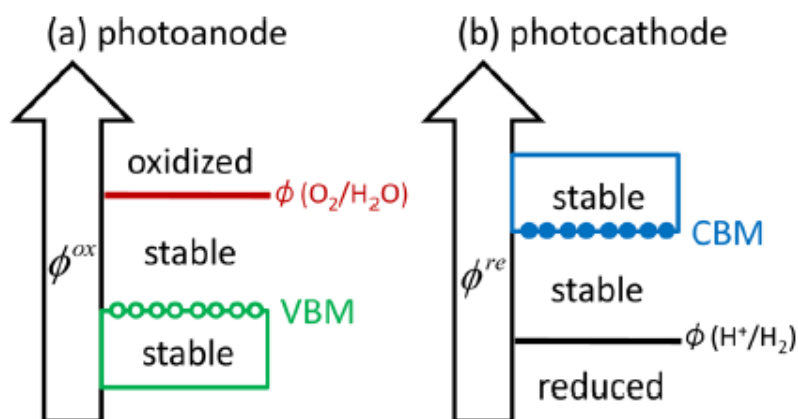 (a) photoanode
oxidized
ϕ (O₂/H₂O)
ϕᵒˣ
stable
VBM
stable
(b) photocathode
stable
CBM
ϕʳᵉ
stable
ϕ (H⁺/H₂)
reduced